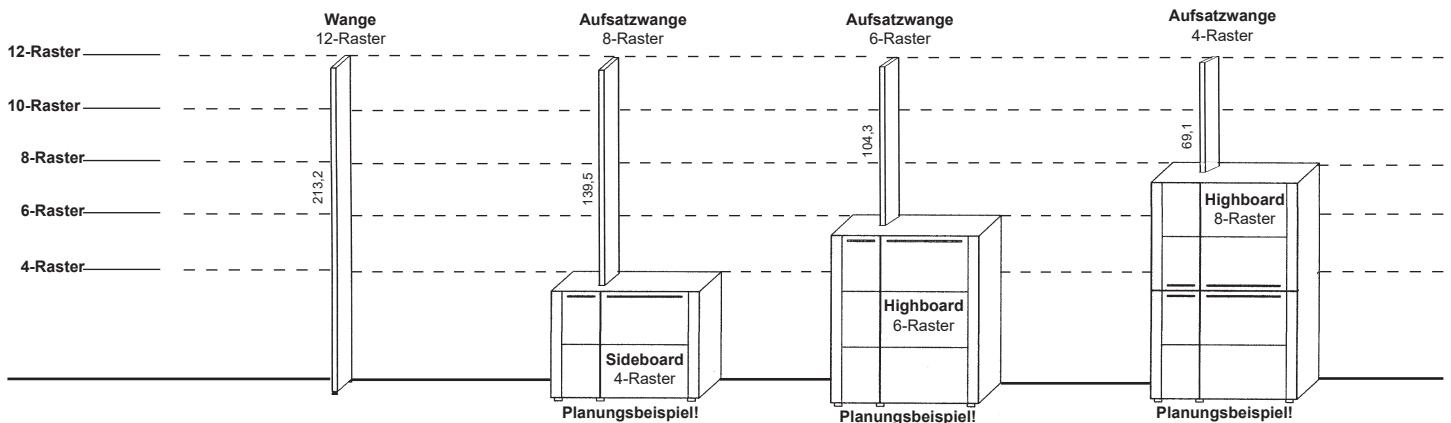 Wange
12-Raster
Aufsatzwange
8-Raster
Aufsatzwange
6-Raster
Aufsatzwange
4-Raster
12-Raster
10-Raster
8-Raster
6-Raster
4-Raster
213,2
139,5
104,3
69,1
Sideboard
4-Raster
Highboard
6-Raster
Highboard
8-Raster
Planungsbeispiel!
Planungsbeispiel!
Planungsbeispiel!